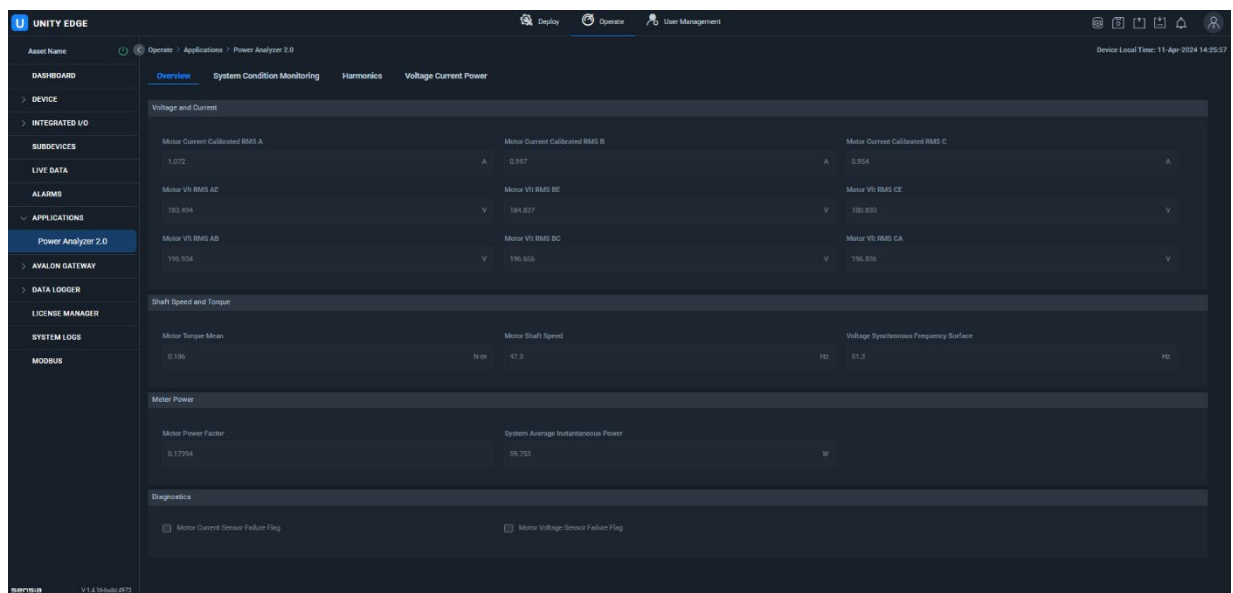 U UNITY EDGE
Deploy Operate User Management
Asset Name
Operate > Applications > Power Analyzer 2.0
Device Local Time: 11-Apr-2024 14:25:57
DASHBOARD
DEVICE
INTEGRATED I/O
SUBDEVICES
LIVE DATA
ALARMS
APPLICATIONS
Power Analyzer 2.0
AVALON GATEWAY
DATA LOGGER
LICENSE MANAGER
SYSTEM LOGS
MODBUS
sensia
Overview System Condition Monitoring Harmonics Voltage Current Power
Voltage and Current
Motor Current Calibrated RMS A Motor Current Calibrated RMS B Motor Current Calibrated RMS C
1.072 A 0.997 A 0.954 A
Motor Vlt RMS AE Motor Vlt RMS BE Motor Vlt RMS CE
183.494 V 184.837 V 180.830 V
Motor Vlt RMS AB Motor Vlt RMS BC Motor Vlt RMS CA
196.934 V 196.656 V 196.836 V
Shaft Speed and Torque
Motor Torque Mean Motor Shaft Speed Voltage Synchronous Frequency Surface
0.186 N·m 47.3 Hz 51.3 Hz
Meter Power
Motor Power Factor System Average Instantaneous Power
0.17394 59.753 W
Diagnostics
Motor Current Sensor Failure Flag Motor Voltage Sensor Failure Flag